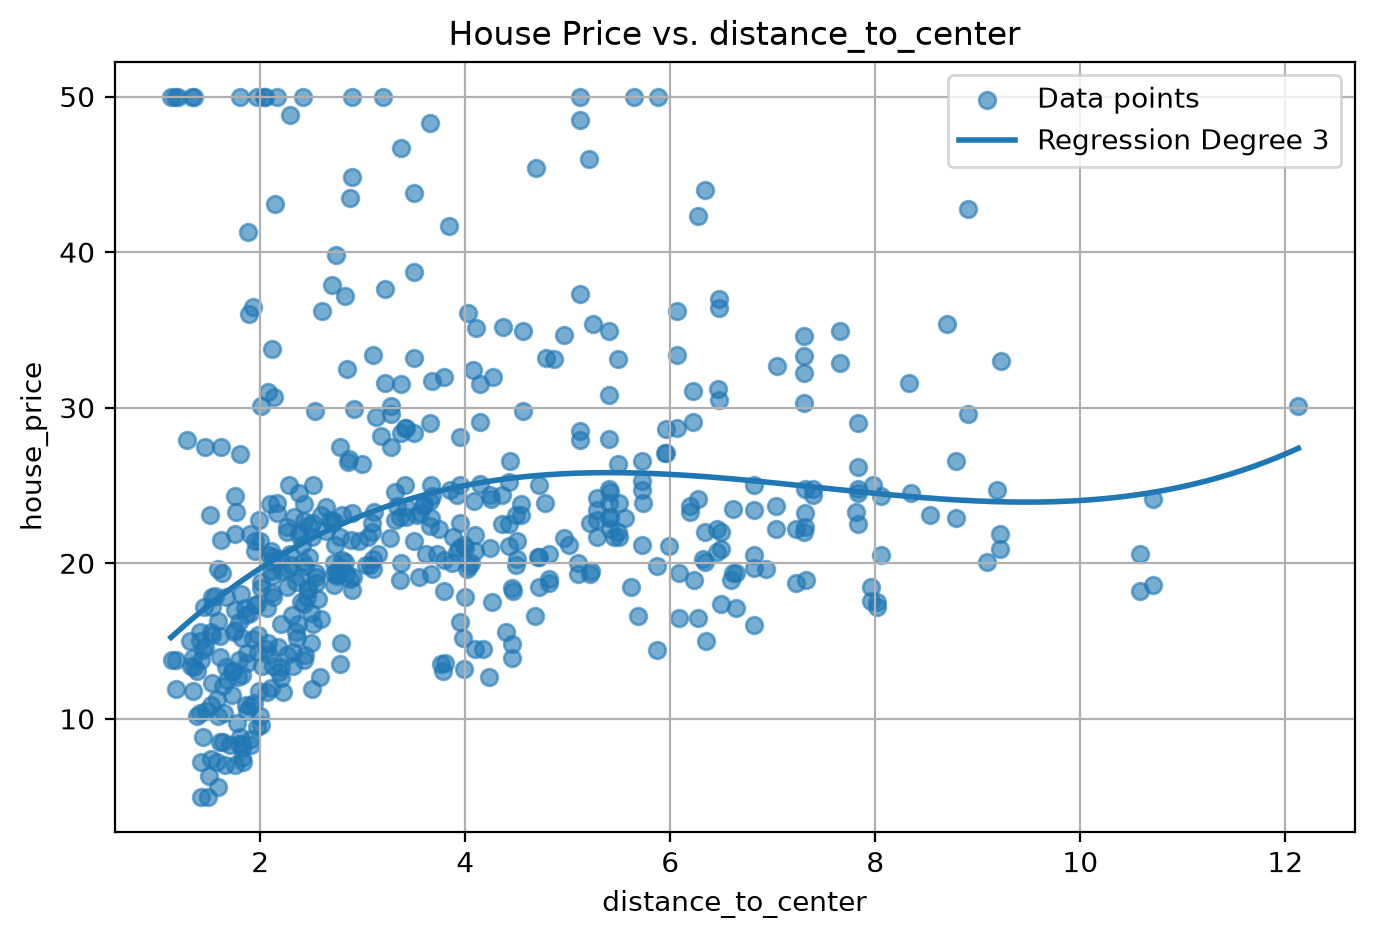 House Price vs. distance_to_center
Data points
Regression Degree 3
house_price
50
40
30
20
10
2 4 6 8 10 12
distance_to_center